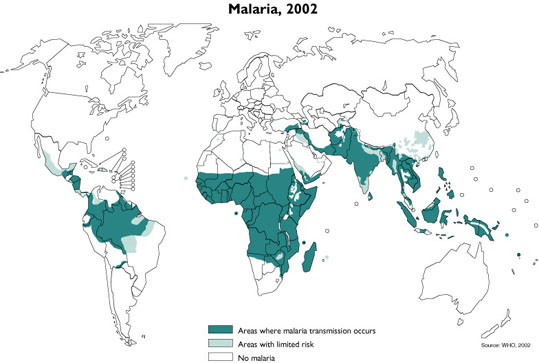 Malaria, 2002
Areas where malaria transmission occurs
Areas with limited risk
No malaria
Source: WHO, 2002